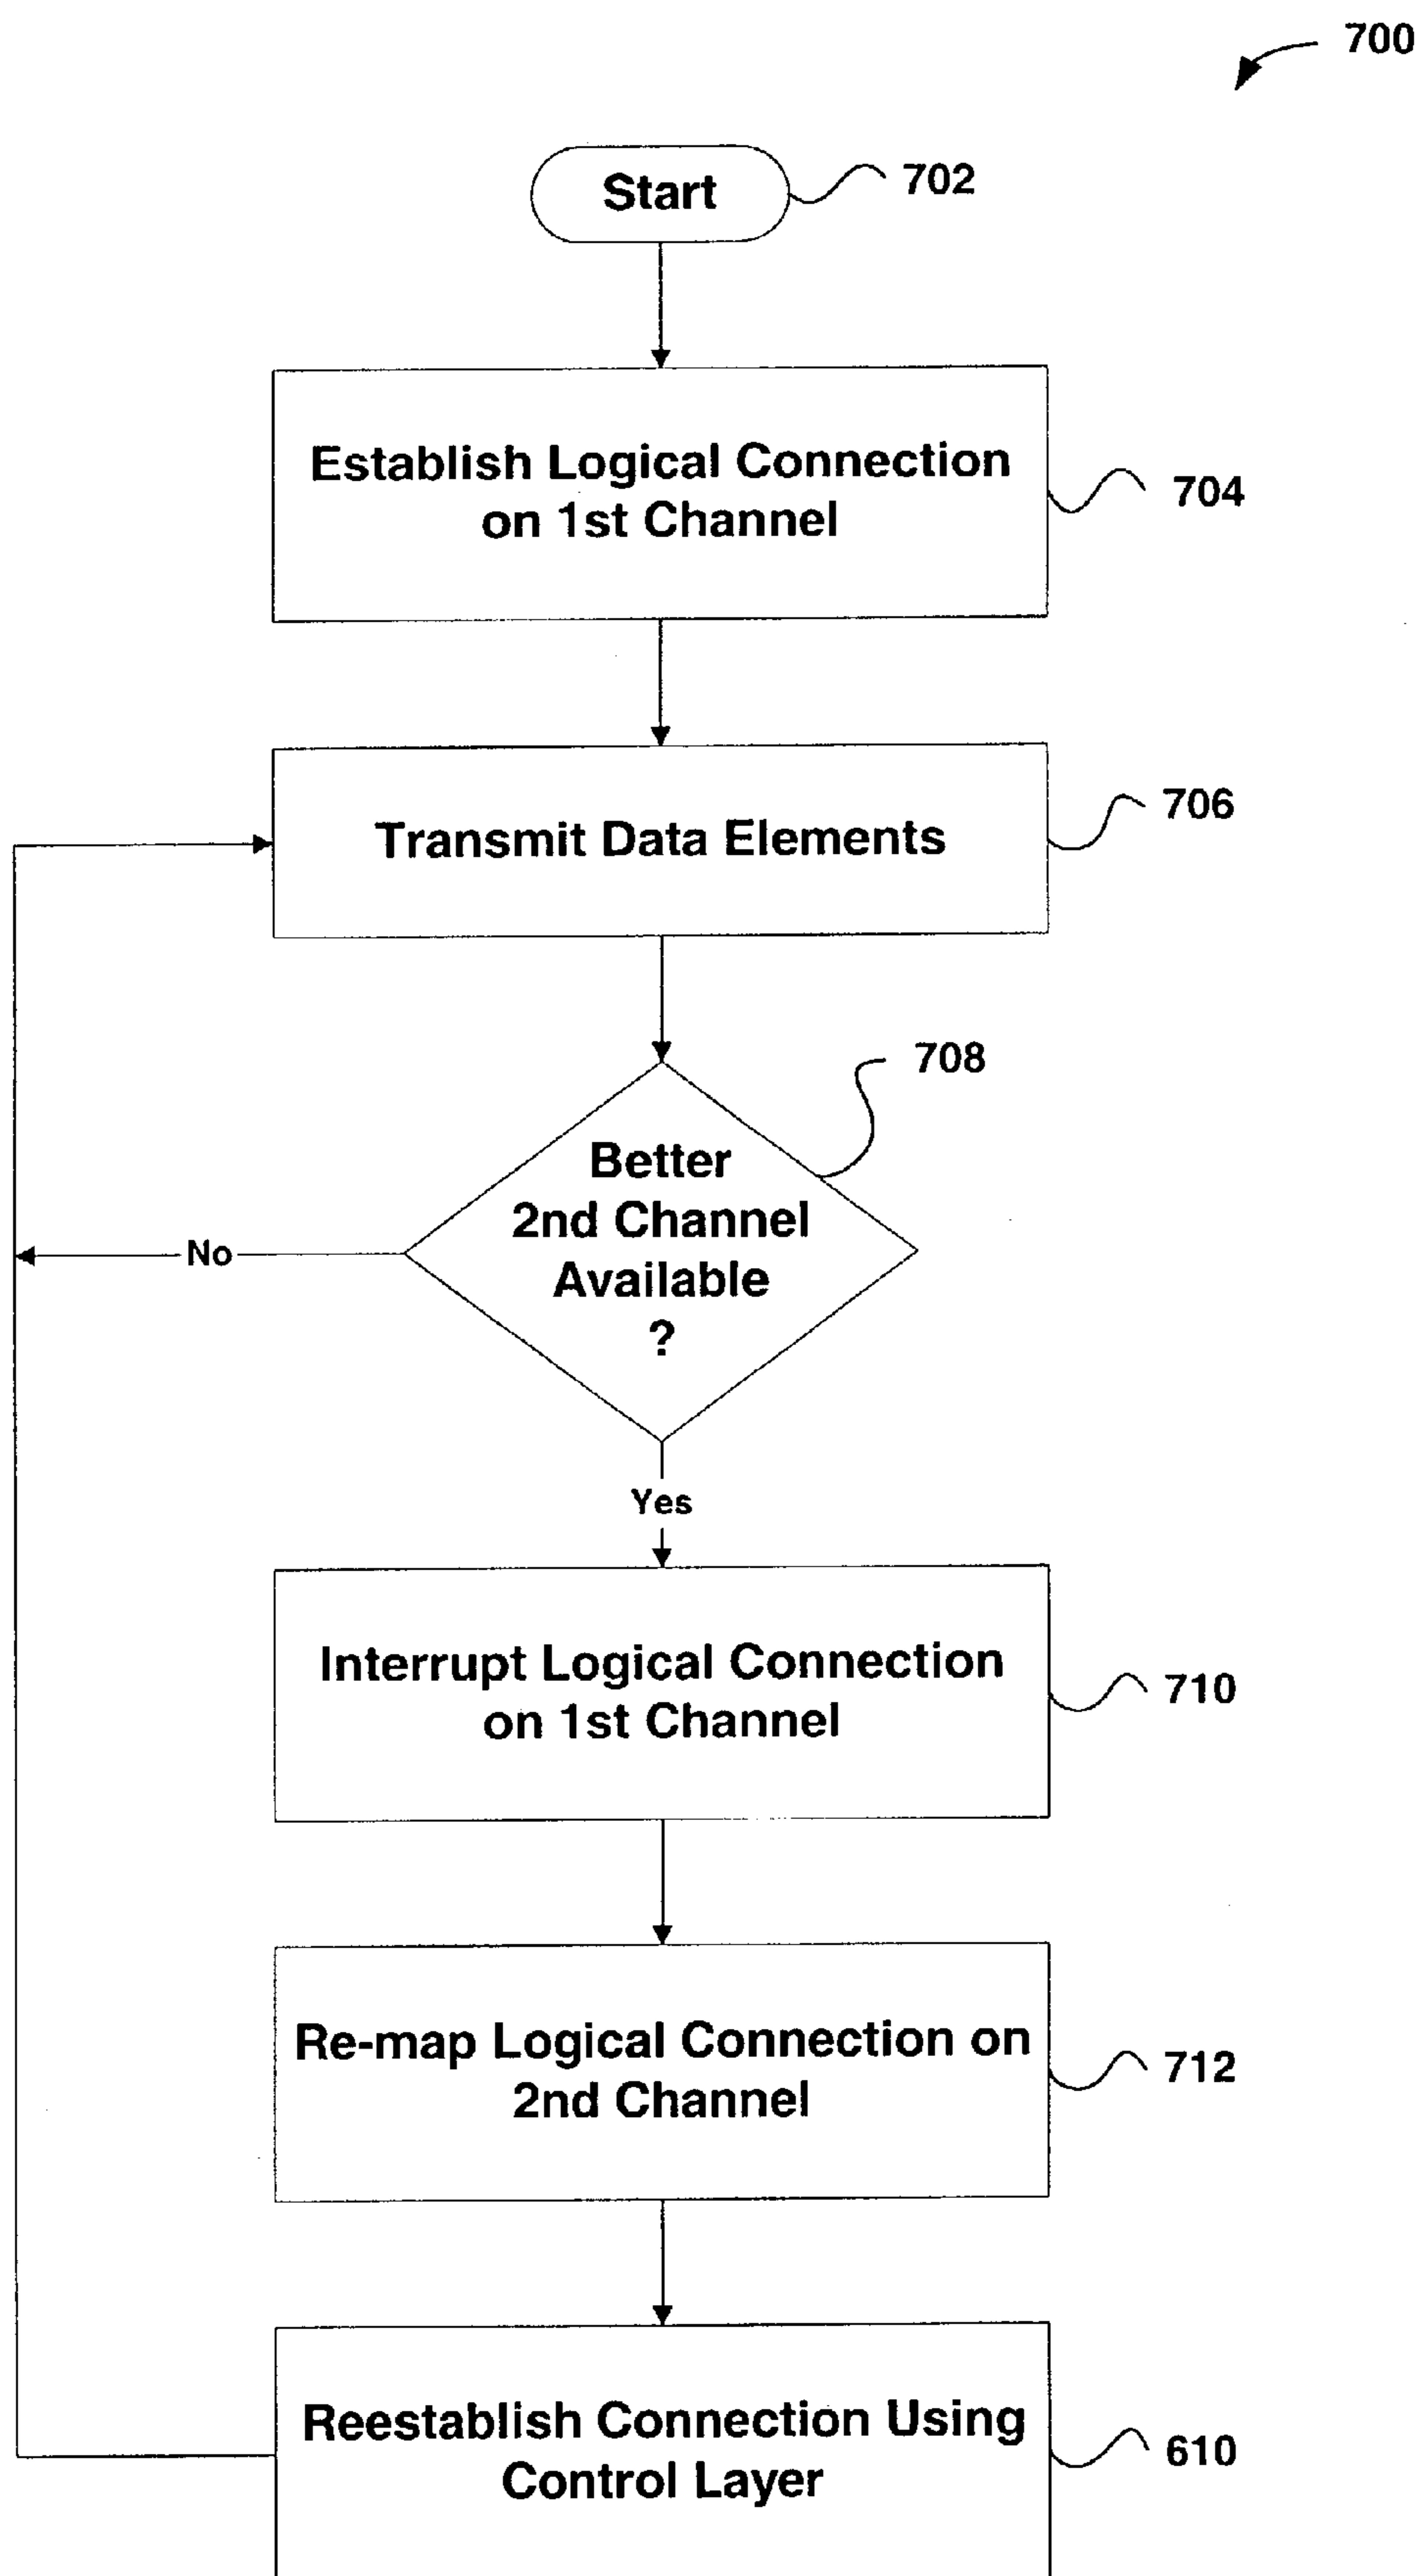 700
Start
702
Establish Logical Connection
on 1st Channel
704
Transmit Data Elements
706
708
Better
2nd Channel
Available
?
No
Yes
Interrupt Logical Connection
on 1st Channel
710
Re-map Logical Connection on
2nd Channel
712
Reestablish Connection Using
Control Layer
610